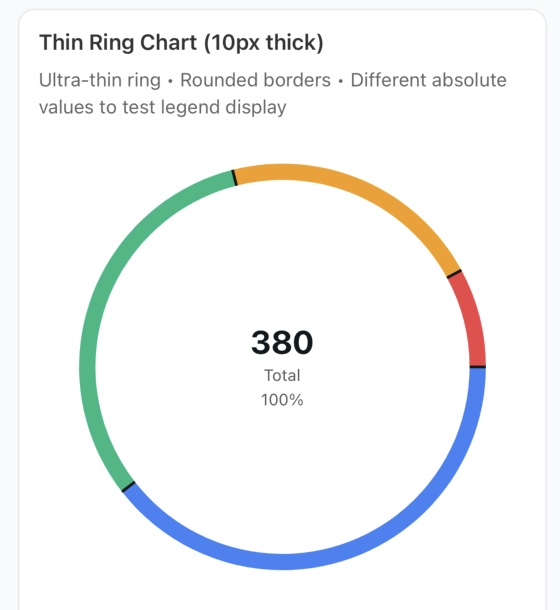 Thin Ring Chart (10px thick)
Ultra-thin ring • Rounded borders • Different absolute
values to test legend display
380
Total
100%